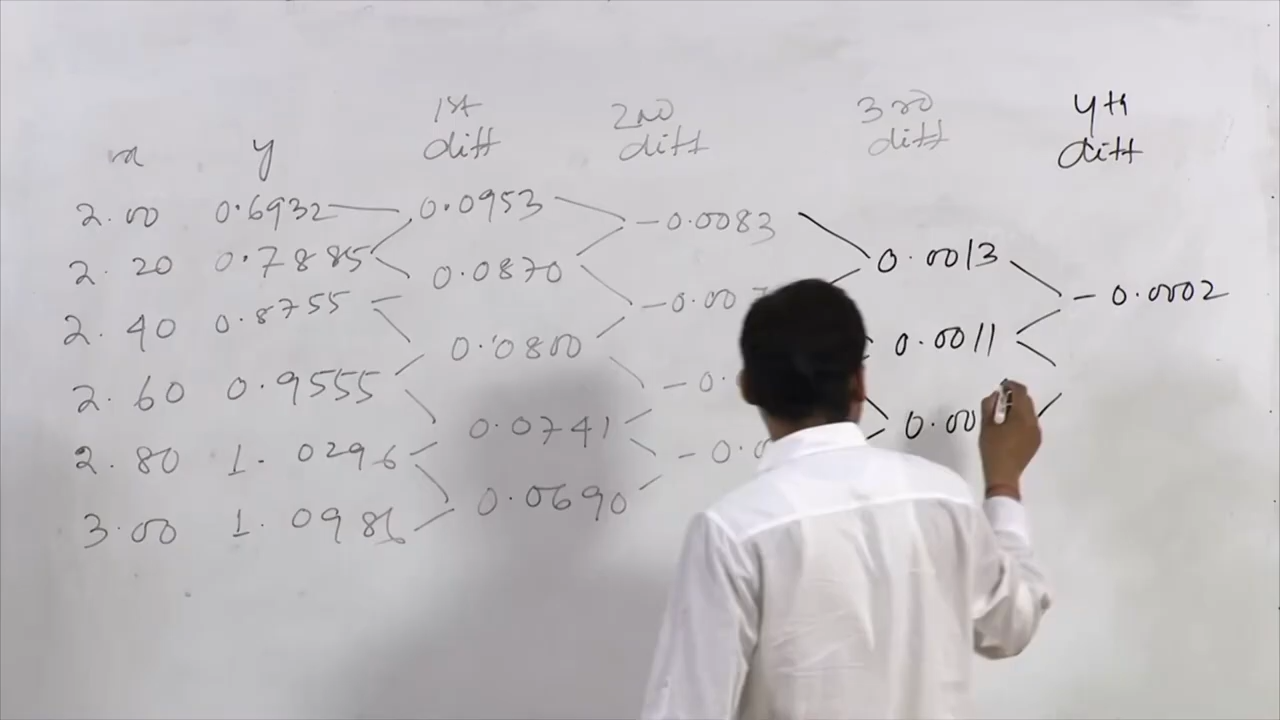 x y 1st diff 2nd diff 3rd diff 4th diff
2.00 0.6932 0.0953 -0.0083
2.20 0.7885 0.0870 0.0013 -0.0002
2.40 0.8755 0.0800 0.0011
2.60 0.9555 0.0741
2.80 1.0296 0.0690
3.00 1.0986